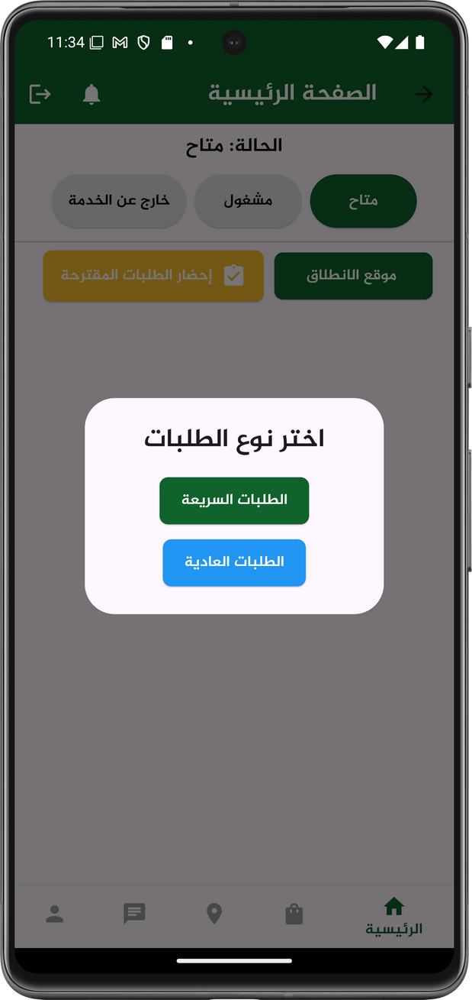 11:34
الصفحة الرئيسية
الحالة: متاح
متاح
مشغول
خارج عن الخدمة
موقع الانطلاق
إحضار الطلبات المقترحة
اختر نوع الطلبات
الطلبات السريعة
الطلبات العادية
الرئيسية